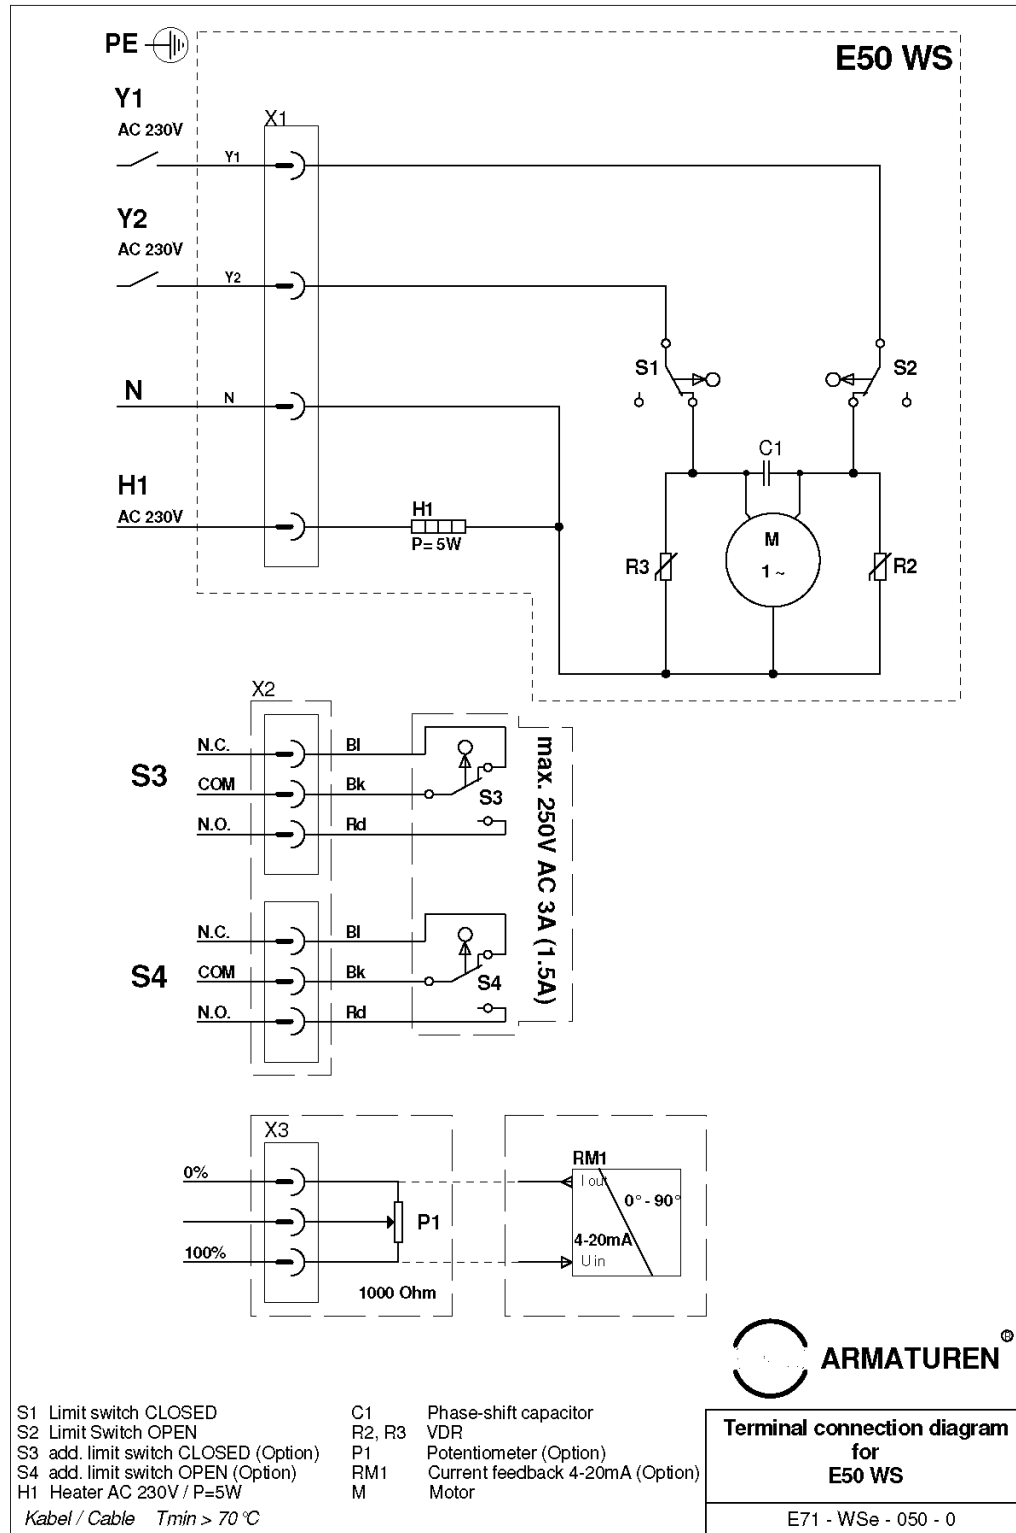 PE
E50 WS
Y1
AC 230V
X1
Y1
Y2
AC 230V
Y2
S1
S2
N
N
C1
H1
AC 230V
H1
P= 5W
M
1 ~
R3
R2
X2
S3
N.C.
Bl
COM
Bk
N.O.
Rd
S3
max. 250V AC 3A (1.5A)
S4
N.C.
Bl
COM
Bk
N.O.
Rd
S4
X3
0%
100%
P1
1000 Ohm
RM1
I out
0° - 90°
4-20mA
U in
ARMATUREN ®
S1 Limit switch CLOSED
S2 Limit Switch OPEN
S3 add. limit switch CLOSED (Option)
S4 add. limit switch OPEN (Option)
H1 Heater AC 230V / P=5W
C1 Phase-shift capacitor
R2, R3 VDR
P1 Potentiometer (Option)
RM1 Current feedback 4-20mA (Option)
M Motor
Kabel / Cable Tmin > 70 °C
Terminal connection diagram
for
E50 WS
E71 - WSe - 050 - 0